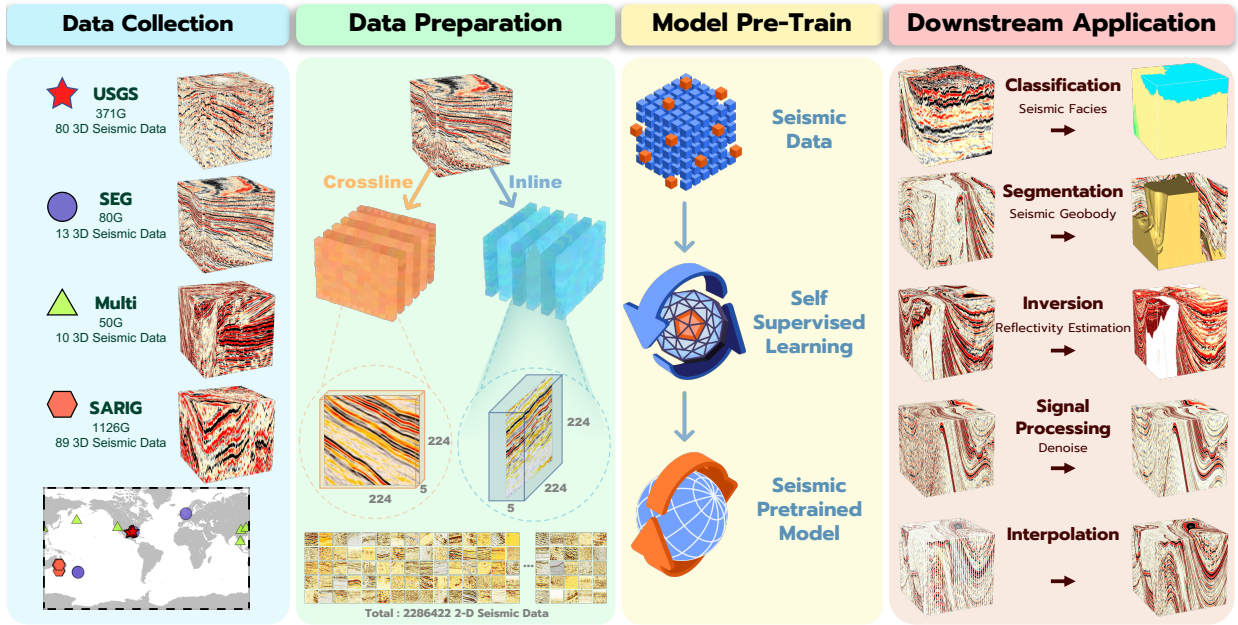 Data Collection
Data Preparation
Model Pre-Train
Downstream Application
USGS
371G
80 3D Seismic Data
SEG
80G
13 3D Seismic Data
Multi
50G
10 3D Seismic Data
SARIG
1126G
89 3D Seismic Data
Crossline
Inline
224
224
5
224
224
5
...
Total : 2286422 2-D Seismic Data
Seismic
Data
Self
Supervised
Learning
Seismic
Pretrained
Model
Classification
Seismic Facies
Segmentation
Seismic Geobody
Inversion
Reflectivity Estimation
Signal
Processing
Denoise
Interpolation